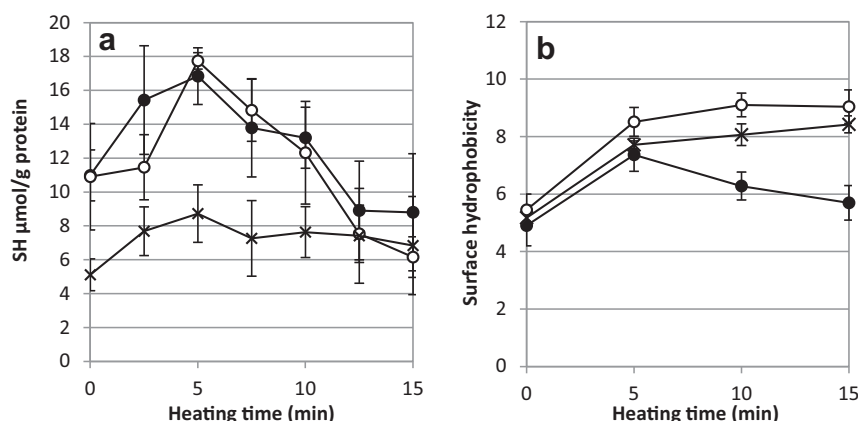 a
SH µmol/g protein
20
18
16
14
12
10
8
6
4
2
0
0 5 10 15
Heating time (min)
b
Surface hydrophobicity
12
10
8
6
4
2
0
0 5 10 15
Heating time (min)